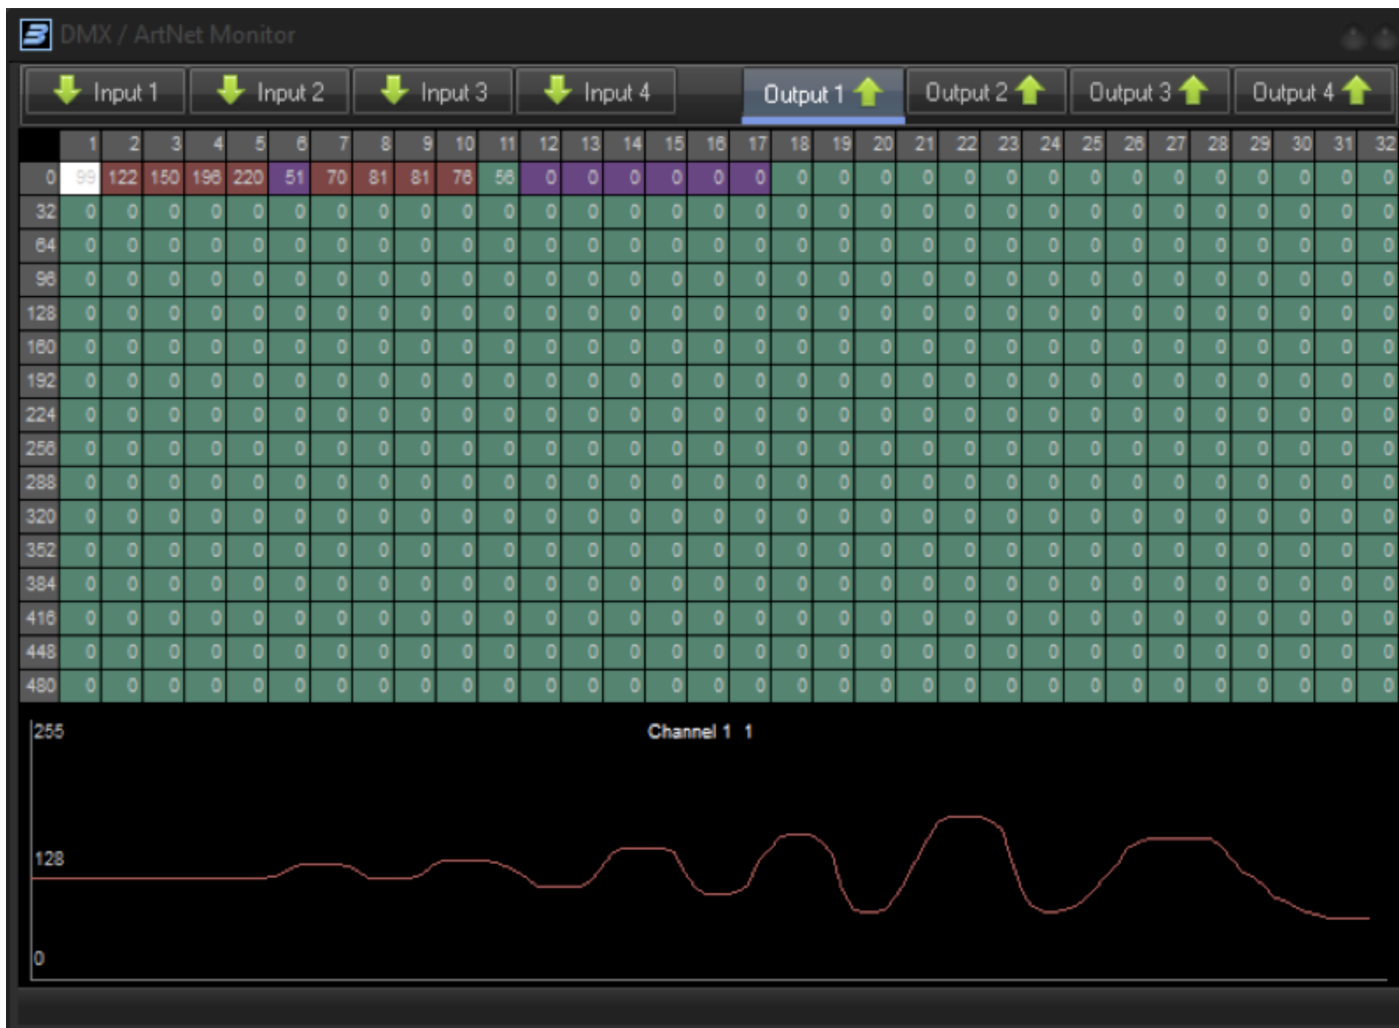 DMX / ArtNet Monitor
Input 1 Input 2 Input 3 Input 4 Output 1 Output 2 Output 3 Output 4
1 2 3 4 5 6 7 8 9 10 11 12 13 14 15 16 17 18 19 20 21 22 23 24 25 26 27 28 29 30 31 32
0 99 122 150 196 220 51 70 81 81 76 56 0 0 0 0 0 0 0 0 0 0 0 0 0 0 0 0 0 0 0 0 0
32 0 0 0 0 0 0 0 0 0 0 0 0 0 0 0 0 0 0 0 0 0 0 0 0 0 0 0 0 0 0 0 0
64 0 0 0 0 0 0 0 0 0 0 0 0 0 0 0 0 0 0 0 0 0 0 0 0 0 0 0 0 0 0 0 0
96 0 0 0 0 0 0 0 0 0 0 0 0 0 0 0 0 0 0 0 0 0 0 0 0 0 0 0 0 0 0 0 0
128 0 0 0 0 0 0 0 0 0 0 0 0 0 0 0 0 0 0 0 0 0 0 0 0 0 0 0 0 0 0 0 0
160 0 0 0 0 0 0 0 0 0 0 0 0 0 0 0 0 0 0 0 0 0 0 0 0 0 0 0 0 0 0 0 0
192 0 0 0 0 0 0 0 0 0 0 0 0 0 0 0 0 0 0 0 0 0 0 0 0 0 0 0 0 0 0 0 0
224 0 0 0 0 0 0 0 0 0 0 0 0 0 0 0 0 0 0 0 0 0 0 0 0 0 0 0 0 0 0 0 0
256 0 0 0 0 0 0 0 0 0 0 0 0 0 0 0 0 0 0 0 0 0 0 0 0 0 0 0 0 0 0 0 0
288 0 0 0 0 0 0 0 0 0 0 0 0 0 0 0 0 0 0 0 0 0 0 0 0 0 0 0 0 0 0 0 0
320 0 0 0 0 0 0 0 0 0 0 0 0 0 0 0 0 0 0 0 0 0 0 0 0 0 0 0 0 0 0 0 0
352 0 0 0 0 0 0 0 0 0 0 0 0 0 0 0 0 0 0 0 0 0 0 0 0 0 0 0 0 0 0 0 0
384 0 0 0 0 0 0 0 0 0 0 0 0 0 0 0 0 0 0 0 0 0 0 0 0 0 0 0 0 0 0 0 0
416 0 0 0 0 0 0 0 0 0 0 0 0 0 0 0 0 0 0 0 0 0 0 0 0 0 0 0 0 0 0 0 0
448 0 0 0 0 0 0 0 0 0 0 0 0 0 0 0 0 0 0 0 0 0 0 0 0 0 0 0 0 0 0 0 0
480 0 0 0 0 0 0 0 0 0 0 0 0 0 0 0 0 0 0 0 0 0 0 0 0 0 0 0 0 0 0 0 0
255 Channel 1 1
128
0